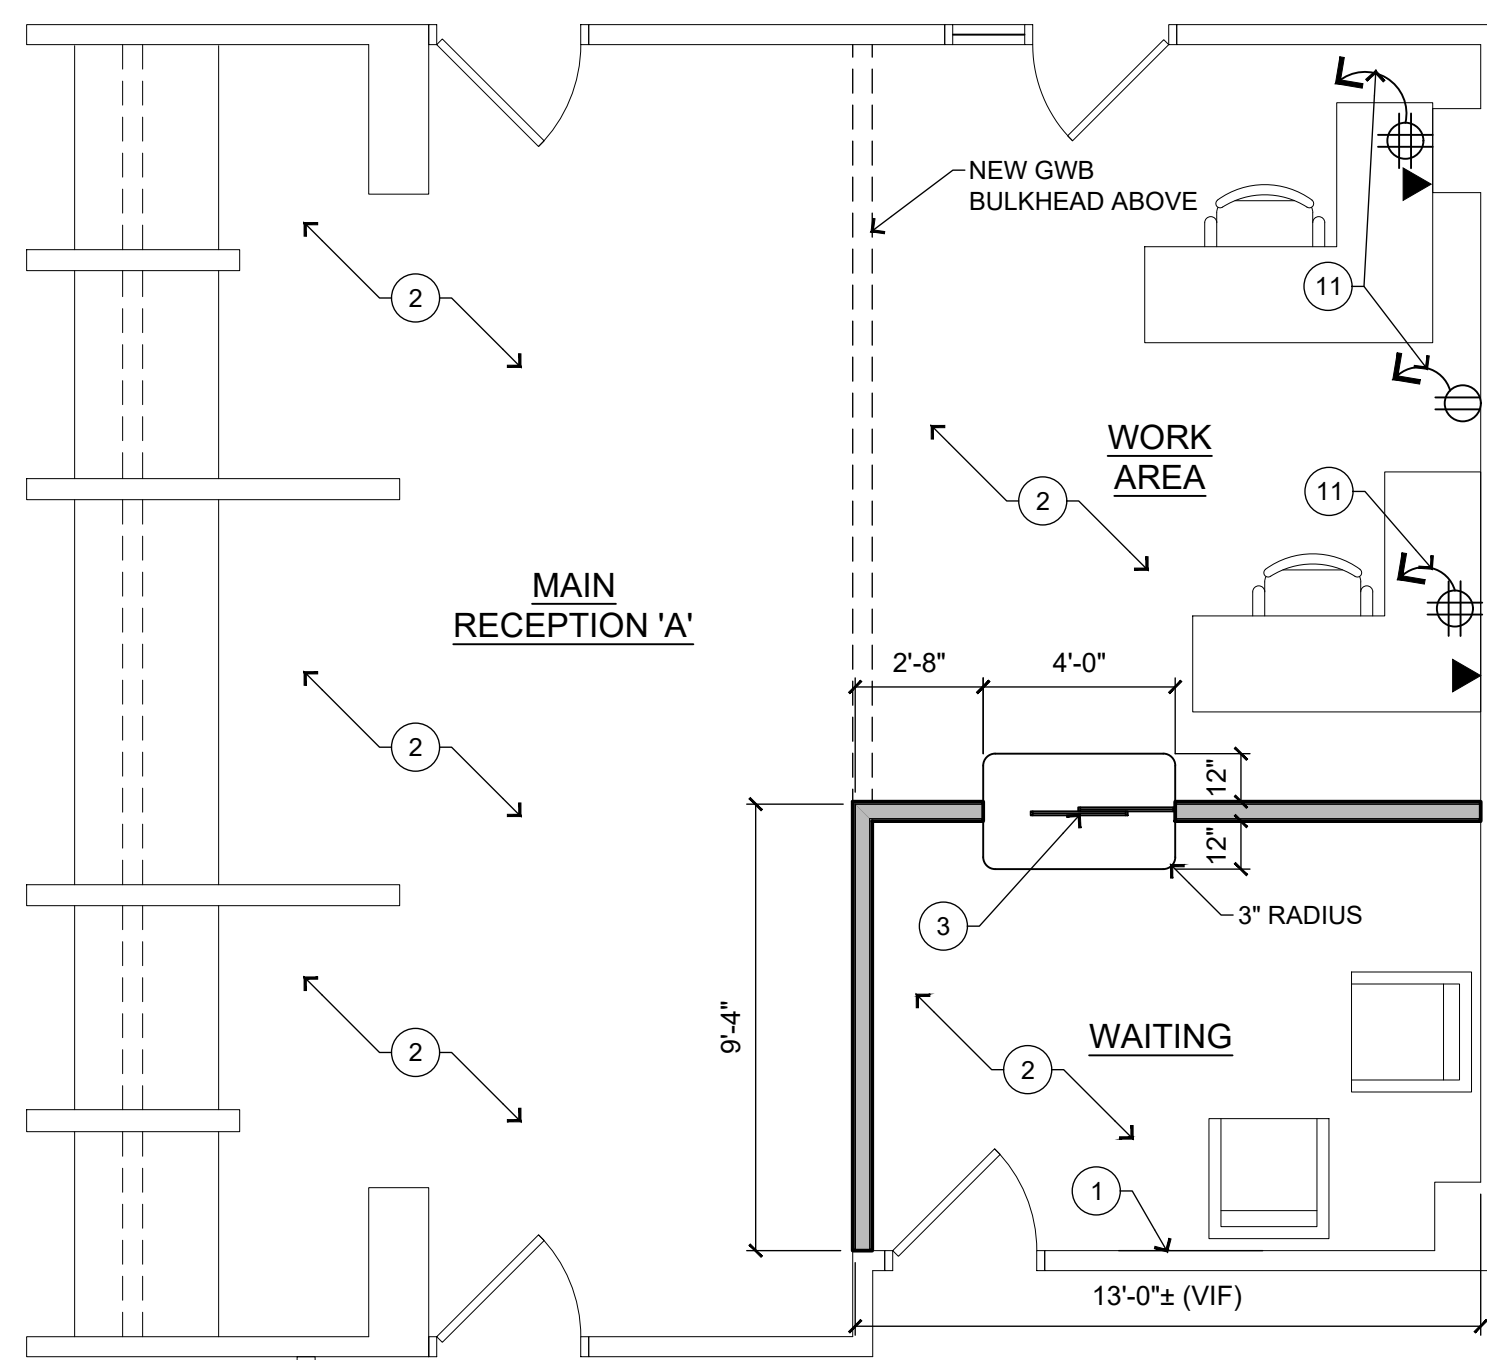 NEW GWB
BULKHEAD ABOVE
11
2
WORK
AREA
2
11
MAIN
RECEPTION 'A'
2'-8"
4'-0"
2
12"
12"
3
3" RADIUS
9'-4"
WAITING
2
2
1
13'-0"± (VIF)